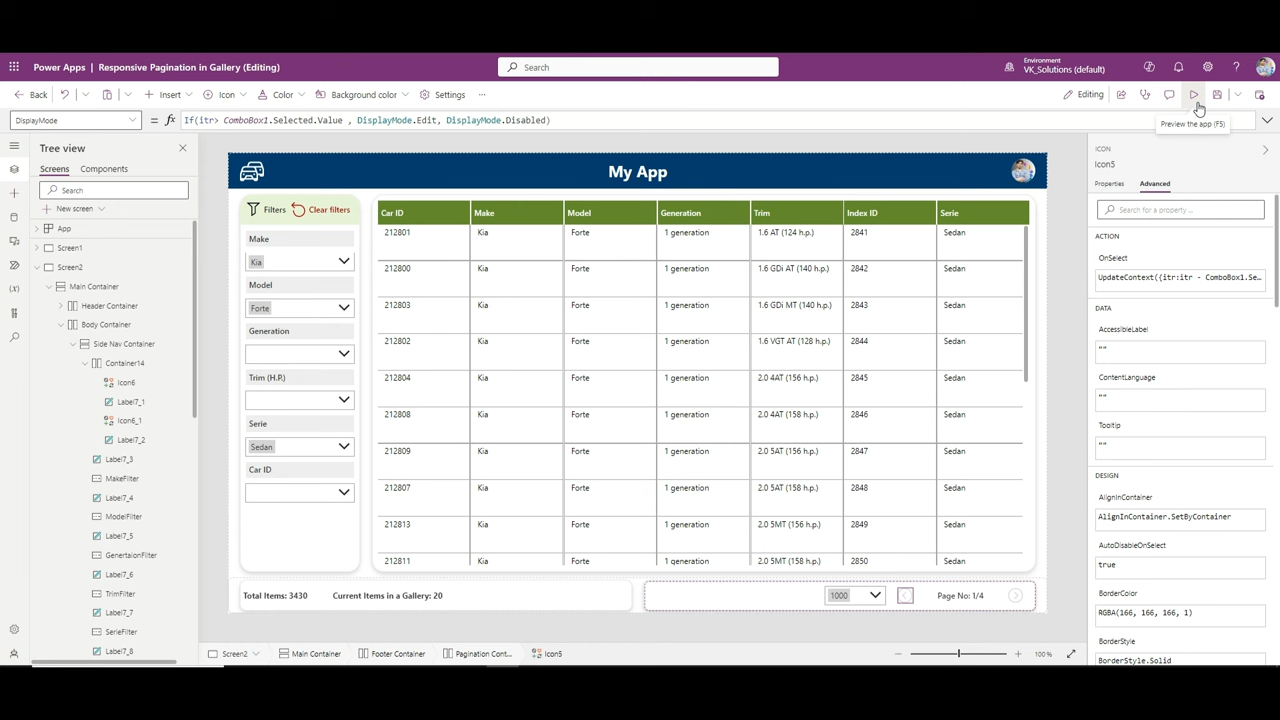 Power Apps | Responsive Pagination in Gallery (Editing)
Search
Environment
VK_Solutions (default)
Back
Insert
Icon
Color
Background color
Settings
...
Editing
DisplayMode
= fx If(itr> ComboBox1.Selected.Value , DisplayMode.Edit, DisplayMode.Disabled)
Preview the app (F5)
Tree view
Screens Components
Search
New screen
App
Screen1
Screen2
Main Container
Header Container
Body Container
Side Nav Container
Container14
Icon6
Label7_1
Icon6_1
Label7_2
Label7_3
MakeFilter
Label7_4
ModelFilter
Label7_5
GenertaionFilter
Label7_6
TrimFilter
Label7_7
SerieFilter
Label7_8
My App
Filters Clear filters
Make
Kia
Model
Forte
Generation
Trim (H.P.)
Serie
Sedan
Car ID
Car ID Make Model Generation Trim Index ID Serie
212801 Kia Forte 1 generation 1.6 AT (124 h.p.) 2841 Sedan
212800 Kia Forte 1 generation 1.6 GDi AT (140 h.p.) 2842 Sedan
212803 Kia Forte 1 generation 1.6 GDi MT (140 h.p.) 2843 Sedan
212802 Kia Forte 1 generation 1.6 VGT AT (128 h.p.) 2844 Sedan
212804 Kia Forte 1 generation 2.0 4AT (156 h.p.) 2845 Sedan
212808 Kia Forte 1 generation 2.0 4AT (158 h.p.) 2846 Sedan
212809 Kia Forte 1 generation 2.0 5AT (156 h.p.) 2847 Sedan
212807 Kia Forte 1 generation 2.0 5AT (158 h.p.) 2848 Sedan
212813 Kia Forte 1 generation 2.0 5MT (156 h.p.) 2849 Sedan
212811 Kia Forte 1 generation 2.0 5MT (158 h.p.) 2850 Sedan
Total Items: 3430 Current Items in a Gallery: 20
1000
Page No: 1/4
Screen2 Main Container Footer Container Pagination Cont... Icon5
100 %
ICON
Icon5
Properties Advanced
Search for a property ...
ACTION
OnSelect
UpdateContext({itr:itr - ComboBox1.Se...
DATA
AccessibleLabel
""
ContentLanguage
""
Tooltip
""
DESIGN
AlignInContainer
AlignInContainer.SetByContainer
AutoDisableOnSelect
true
BorderColor
RGBA(166, 166, 166, 1)
BorderStyle
BorderStyle.Solid